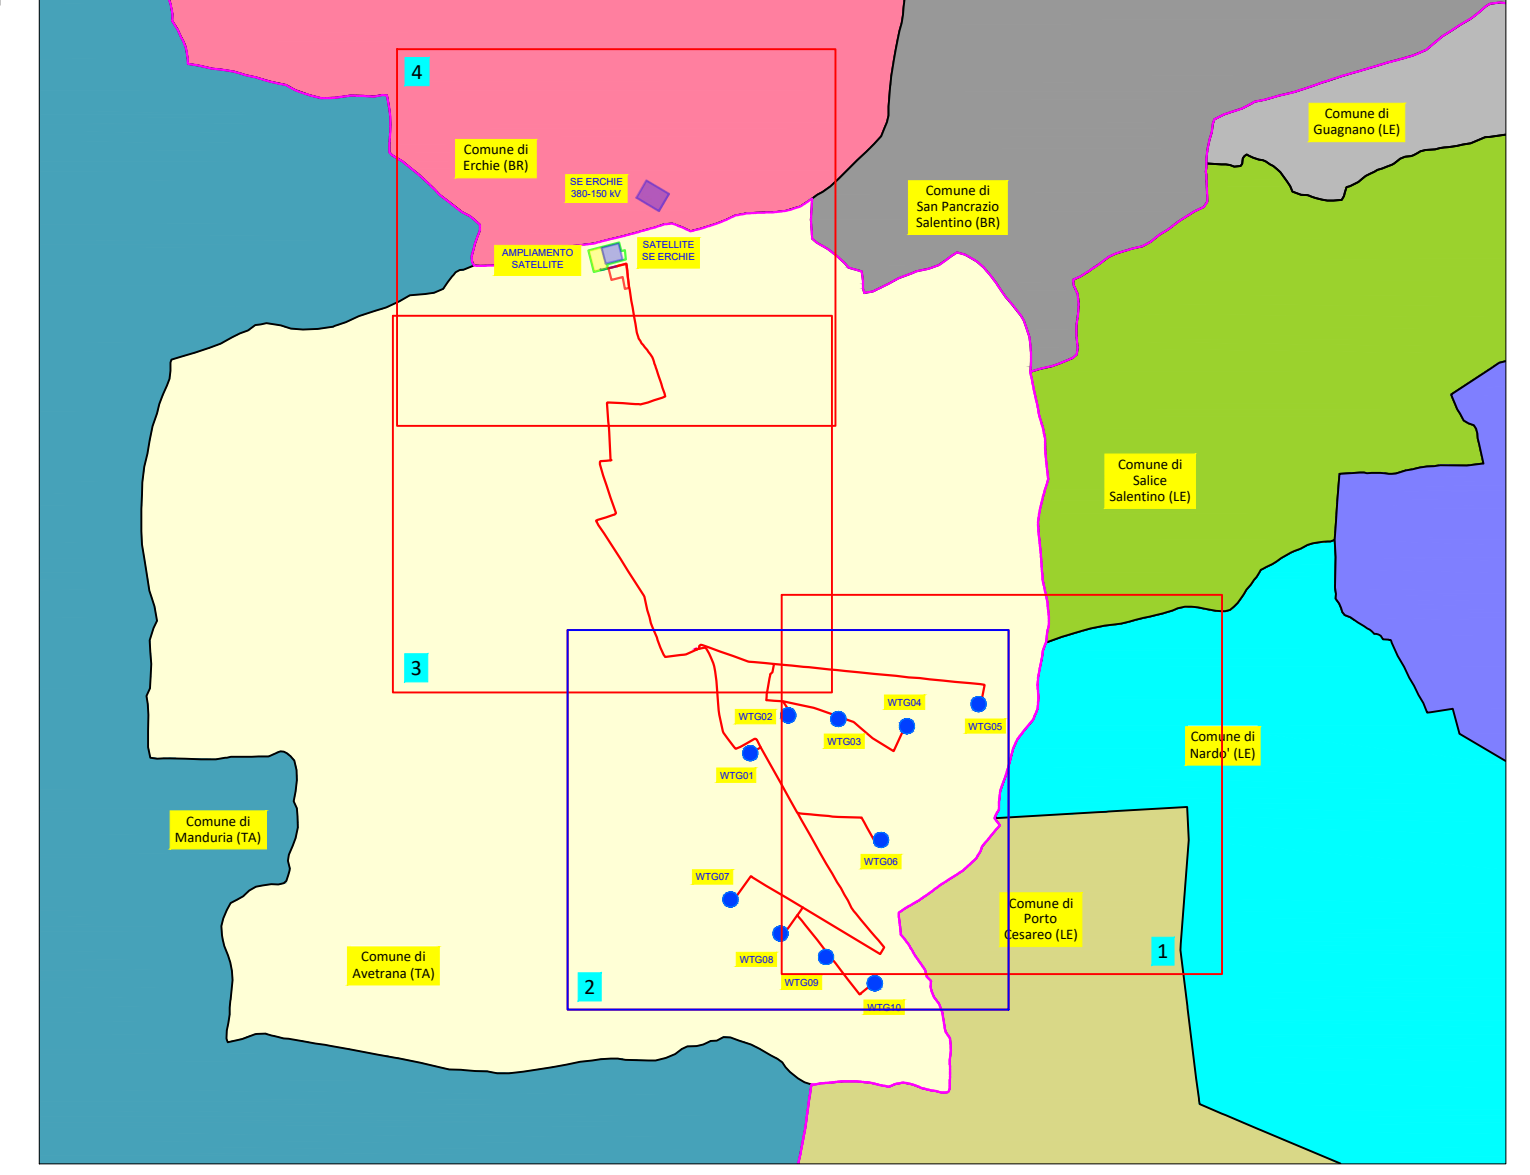 4
Comune di
Guagnano (LE)
Comune di
Erchie (BR)
SE ERCHIE
380-150 kV
Comune di
San Pancrazio
Salentino (BR)
AMPLIAMENTO
SATELLITE
SATELLITE
SE ERCHIE
Comune di
Salice
Salentino (LE)
3
WTG04
WTG02
WTG05
WTG03
Comune di
Nardo' (LE)
WTG01
Comune di
Manduria (TA)
WTG06
WTG07
Comune di
Porto
Cesareo (LE)
1
Comune di
Avetrana (TA)
WTG08
WTG09
2
WTG10